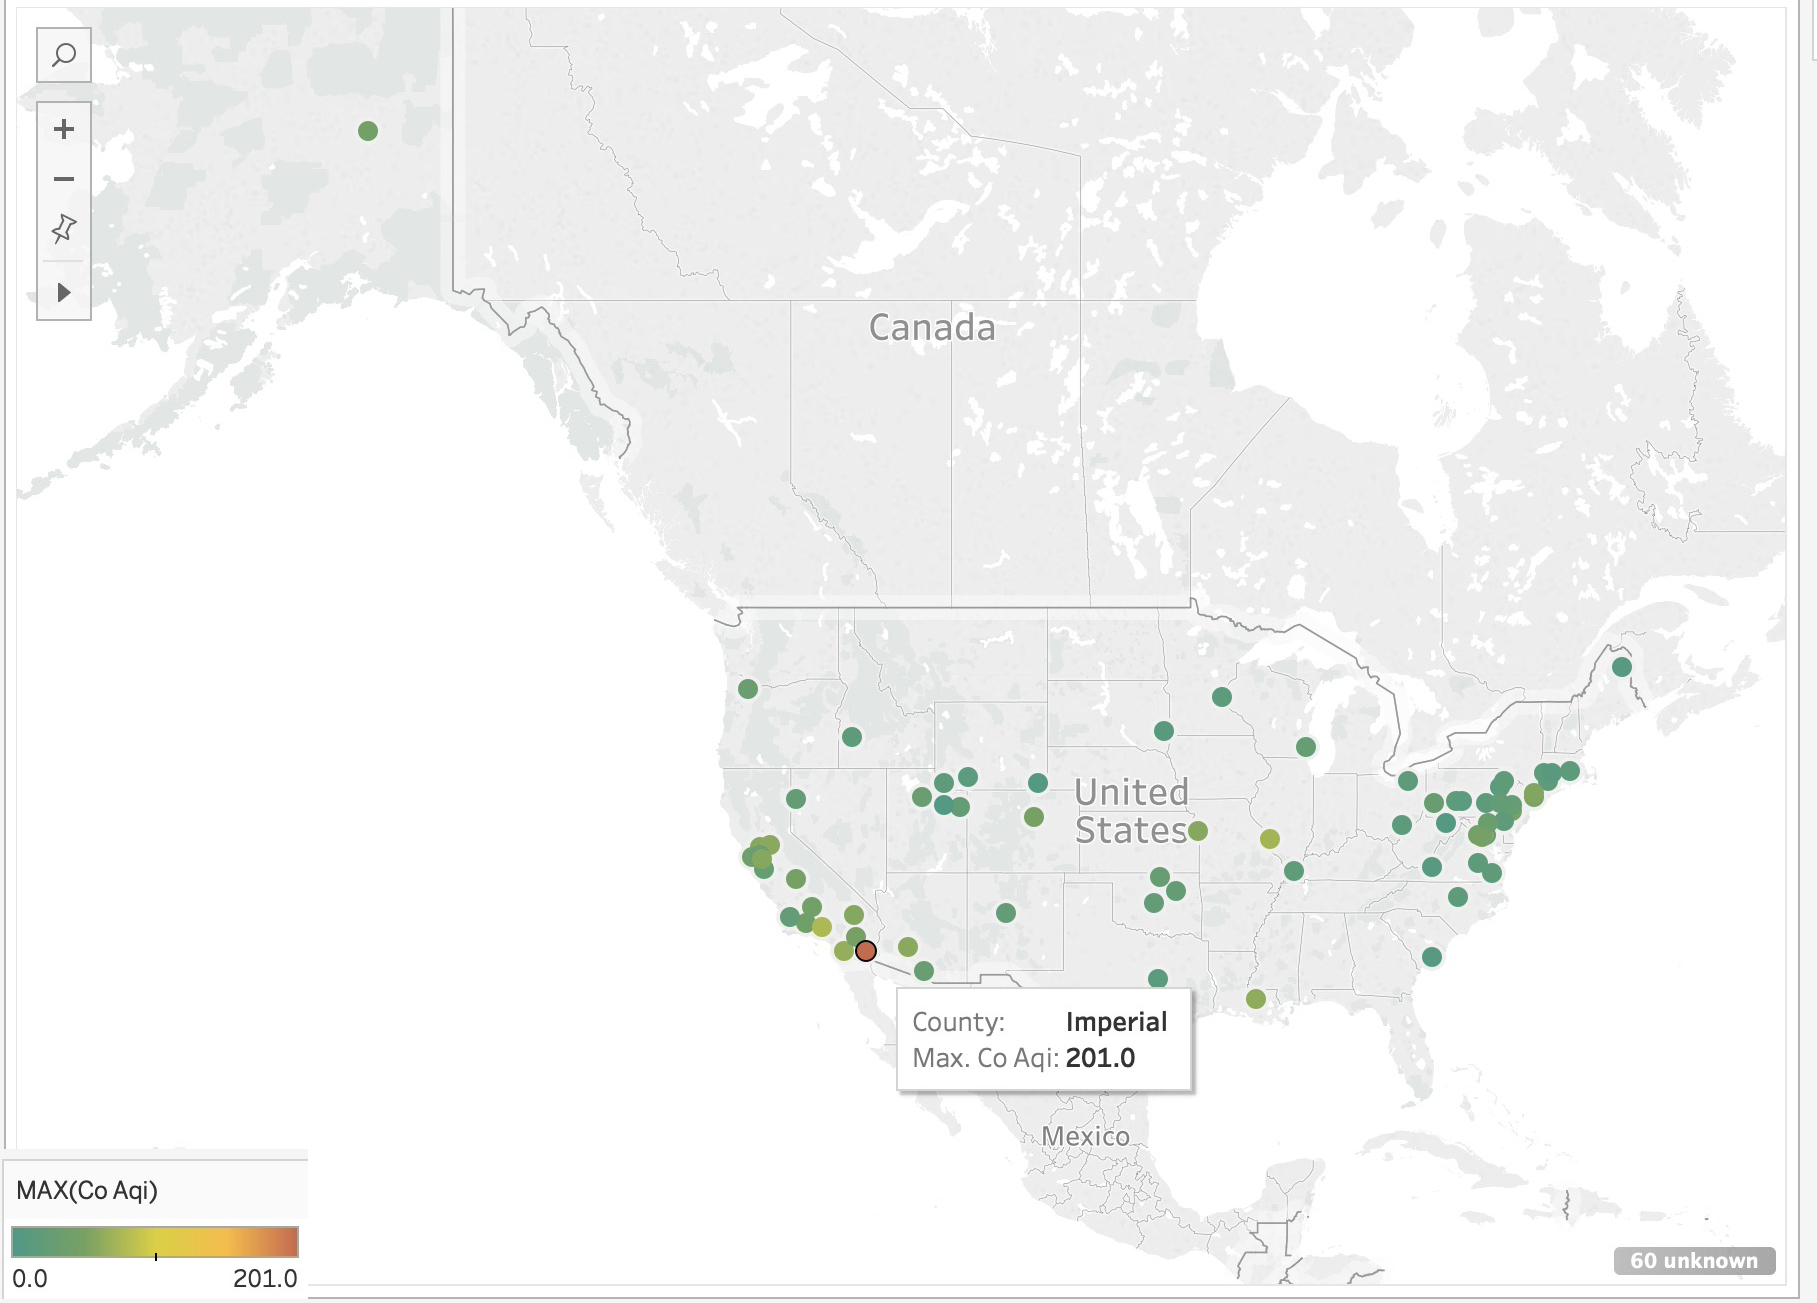 Canada
United
States
County: Imperial
Max. Co Aqi: 201.0
Mexico
MAX(Co Aqi)
0.0 201.0
60 unknown